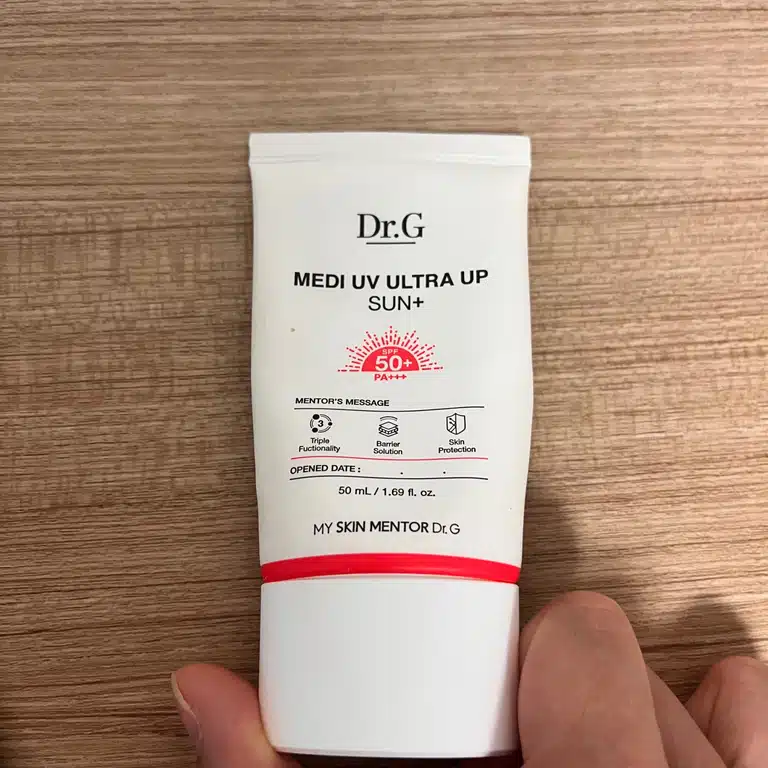 Dr.G
MEDI UV ULTRA UP
SUN+
SPF
50+
PA+++
MENTOR'S MESSAGE
3
Triple
Fuctionality
Barrier
Solution
Skin
Protection
OPENED DATE : . .
50 mL / 1.69 fl. oz.
MY SKIN MENTOR Dr.G